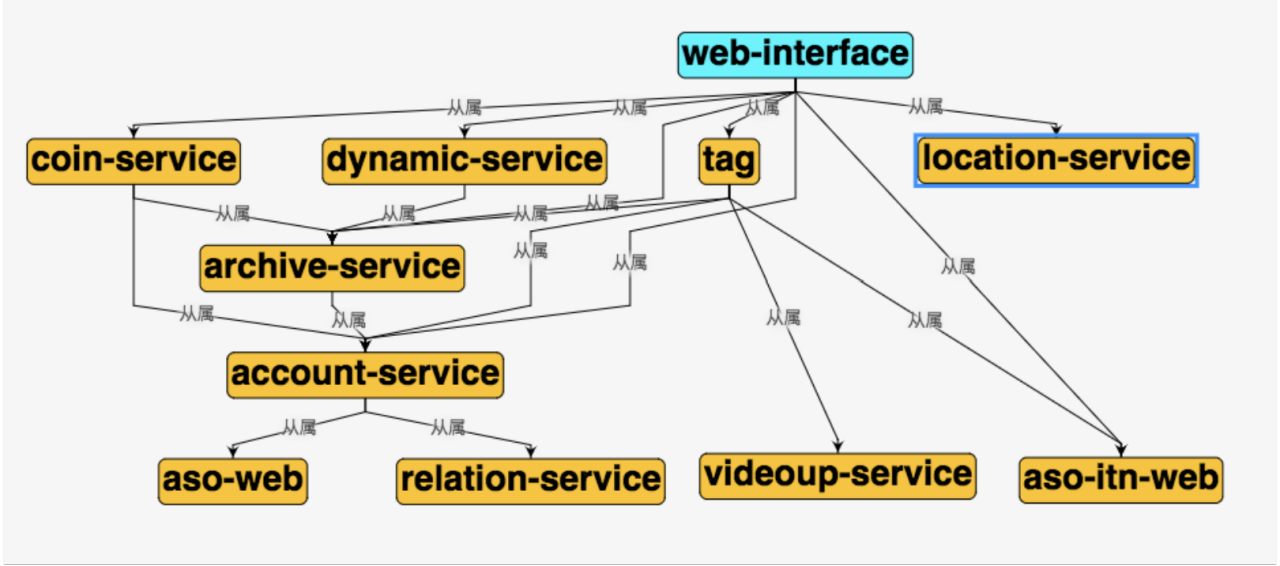 web-interface
从属
从属
从属
从属
coin-service
dynamic-service
tag
location-service
从属
从属
从属
从属
从属
从属
archive-service
从属
从属
从属
从属
从属
account-service
从属
从属
aso-web
relation-service
videoup-service
aso-itn-web